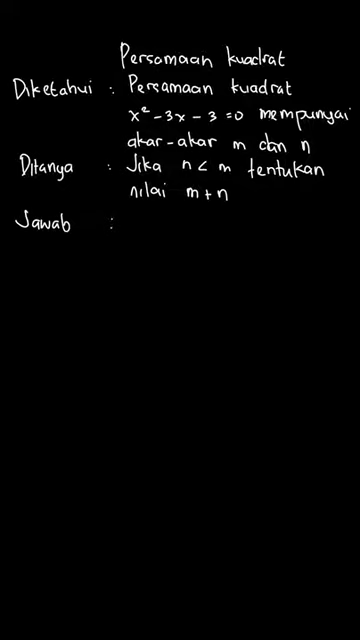 Persamaan kuadrat
Diketahui : Persamaan kuadrat
x² - 3x - 3 = 0 mempunyai
akar-akar m dan n
Ditanya : Jika n < m tentukan
nilai m + n
Jawab :